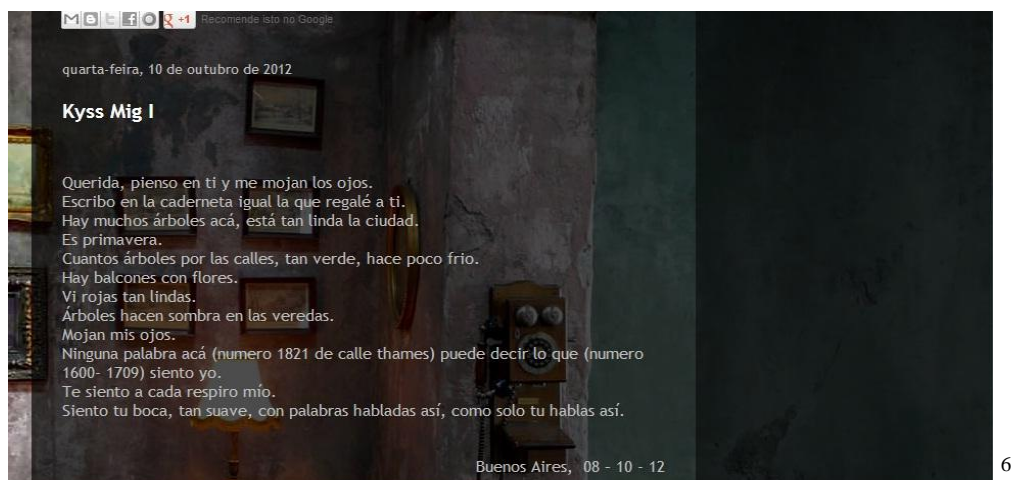 g +1 Recomende isto no Google
quarta-feira, 10 de outubro de 2012
Kyss Mig I
Querida, pienso en ti y me mojan los ojos.
Escribo en la caderneta igual la que regalé a ti.
Hay muchos árboles acá, está tan linda la ciudad.
Es primavera.
Cuantos árboles por las calles, tan verde, hace poco frio.
Hay balcones con flores.
Vi rojas tan lindas.
Árboles hacen sombra en las veredas.
Mojan mis ojos.
Ninguna palabra acá (numero 1821 de calle thames) puede decir lo que (numero
1600- 1709) siento yo.
Te siento a cada respiro mío.
Siento tu boca, tan suave, con palabras habladas así, como solo tu hablas así.
Buenos Aires, 08 - 10 - 12
6